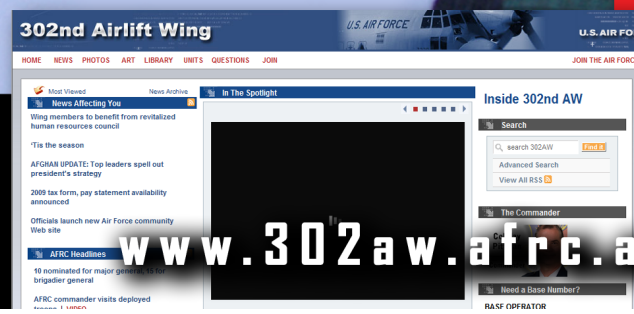 302nd Airlift Wing
U.S. AIR FORCE
U.S. AIR FO
HOME NEWS PHOTOS ART LIBRARY UNITS QUESTIONS JOIN
JOIN THE AIR FORC
Most Viewed News Archive
News Affecting You
Wing members to benefit from revitalized
human resources council
'Tis the season
AFGHAN UPDATE: Top leaders spell out
president's strategy
2009 tax form, pay statement availability
announced
Officials launch new Air Force community
Web site
AFRC Headlines
10 nominated for major general, 15 for
brigadier general
AFRC commander visits deployed
troops | VIDEO
In The Spotlight
Inside 302nd AW
Search
search 302AW Find it
Advanced Search
View All RSS
The Commander
www.302aw.afrc.a
Need a Base Number?
BASE OPERATOR